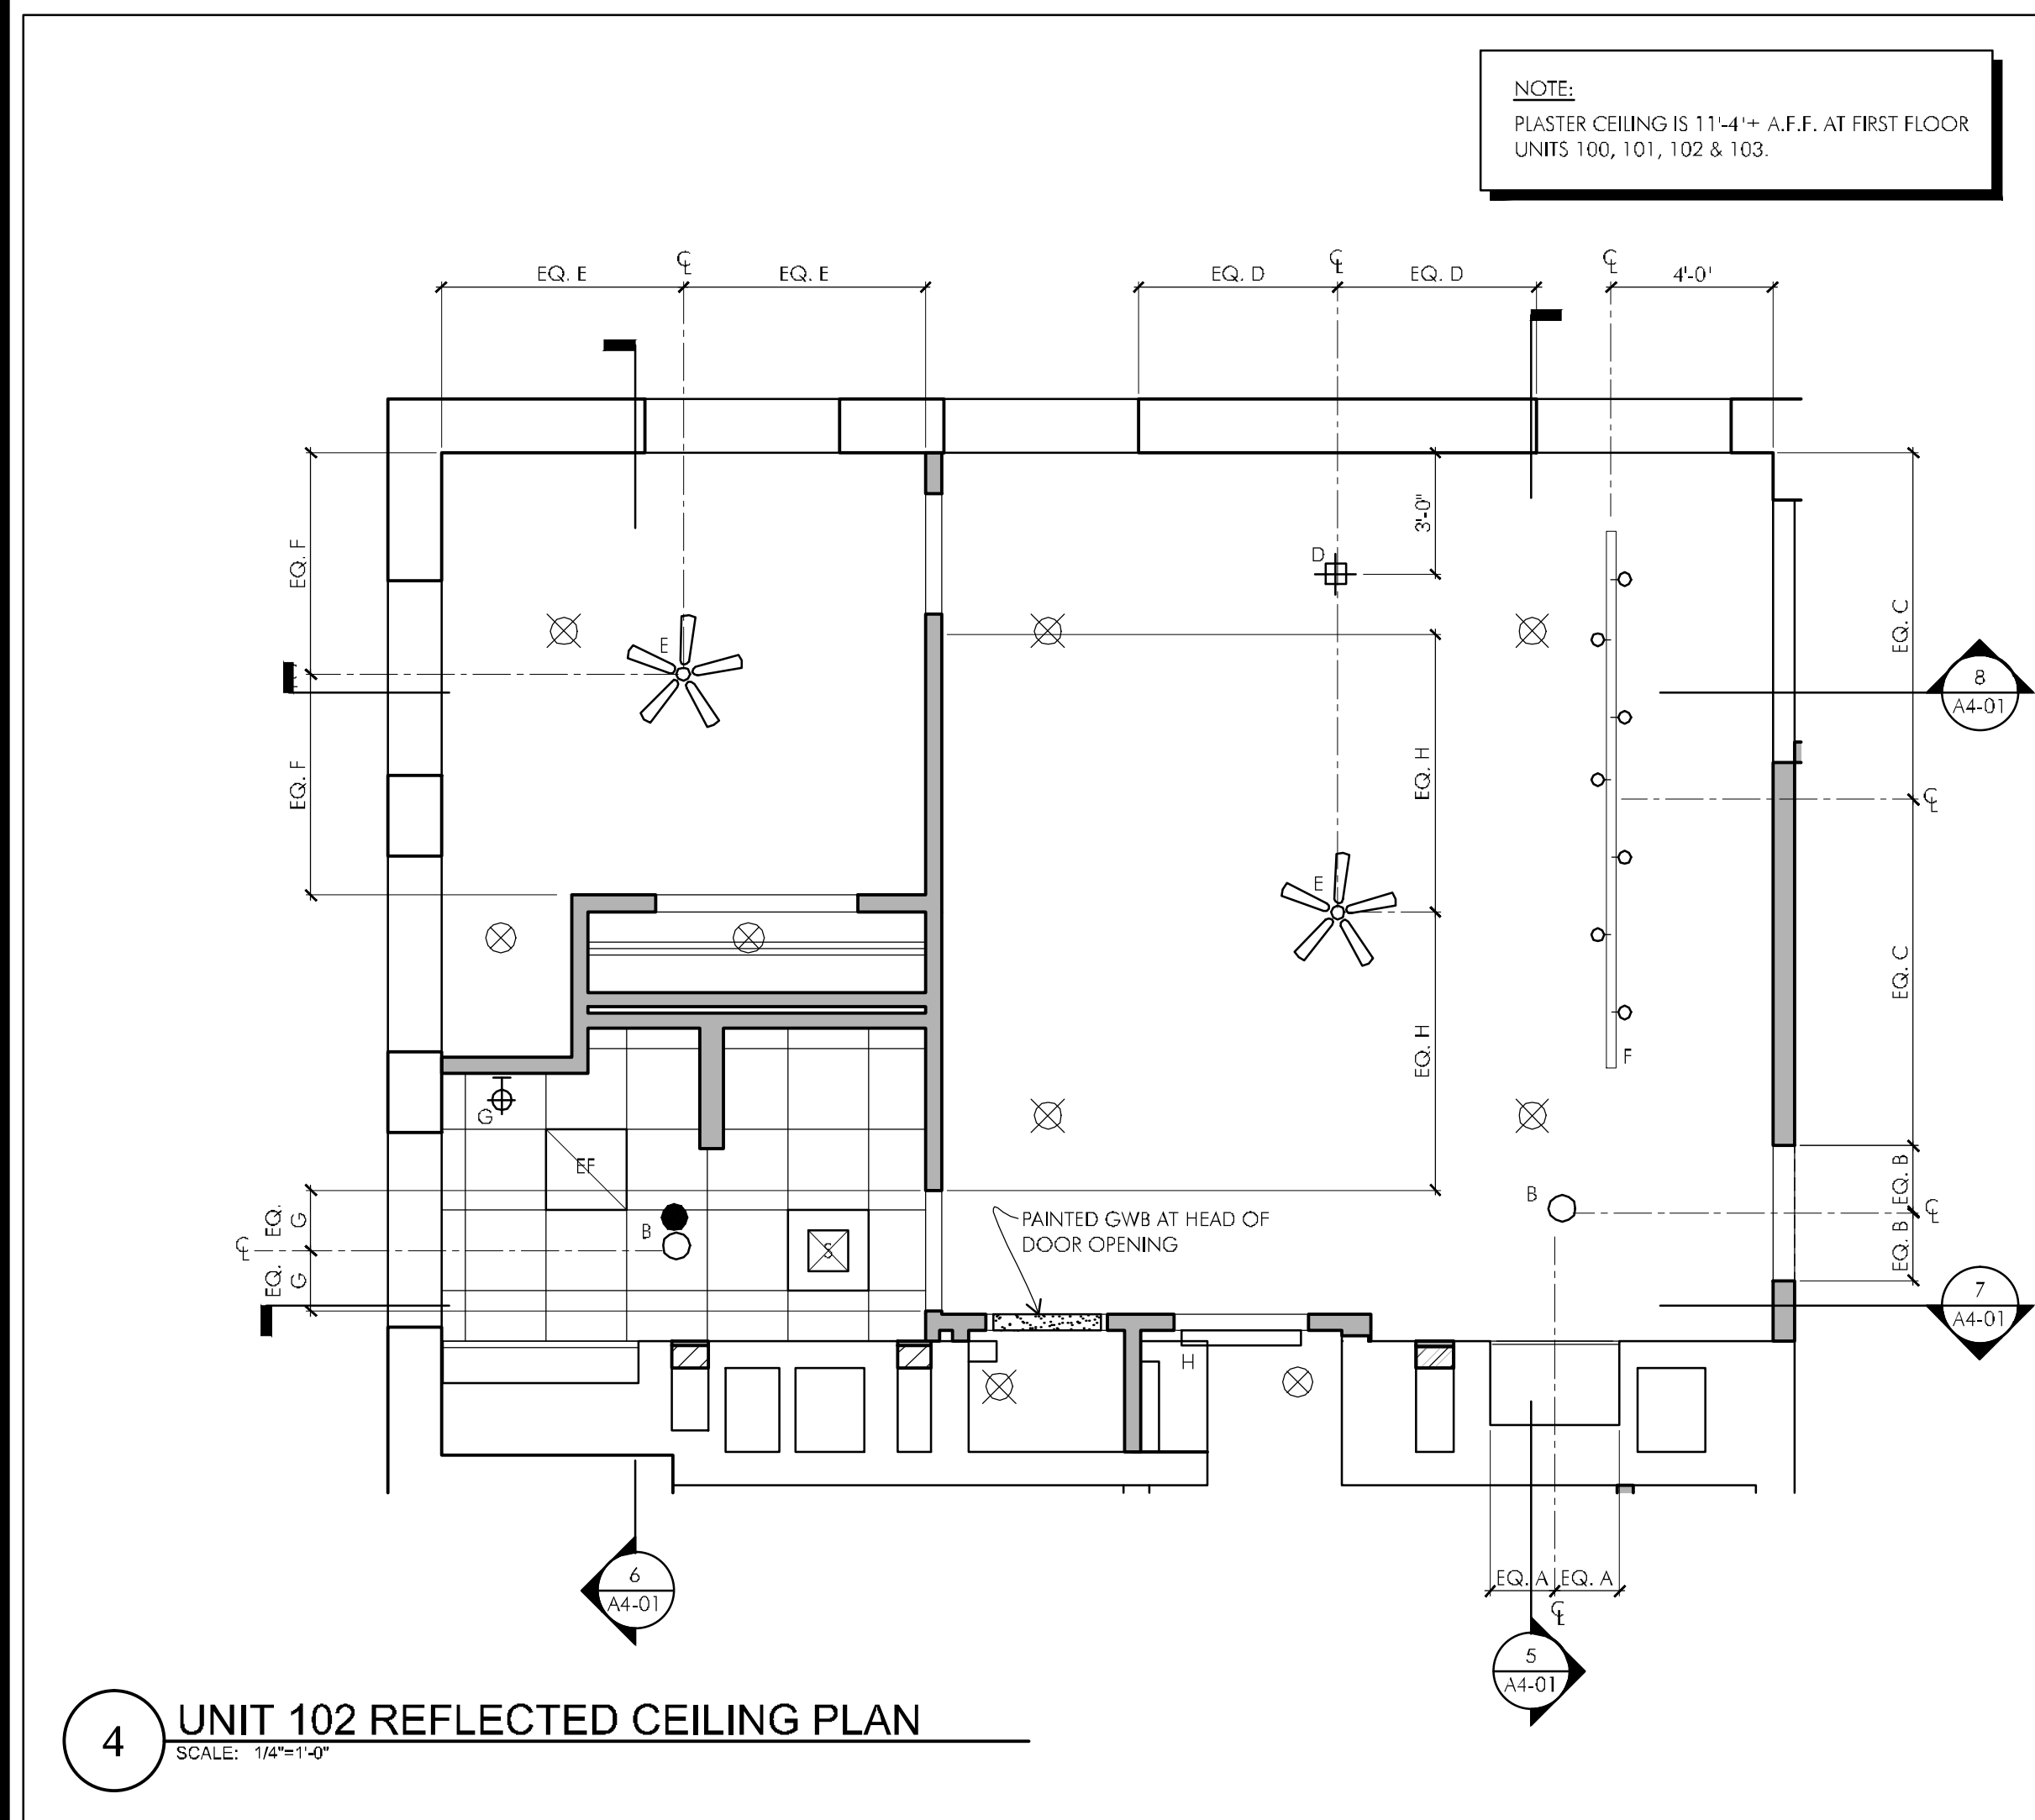 NOTE:
PLASTER CEILING IS 11'-4'+ A.F.F. AT FIRST FLOOR
UNITS 100, 101, 102 & 103.
EQ. E
EQ. E
EQ. D
EQ. D
4'-0'
EQ. F
EQ. F
3'-0"
D
E
EQ. H
EQ. H
E
EQ. C
EQ. C
8
A4-01
F
G
EF
B
S
EQ.
G
EQ.
G
PAINTED GWB AT HEAD OF
DOOR OPENING
B
EQ. B
EQ. B
7
A4-01
H
EQ. A
EQ. A
6
A4-01
5
A4-01
4
UNIT 102 REFLECTED CEILING PLAN
SCALE: 1/4"=1'-0"